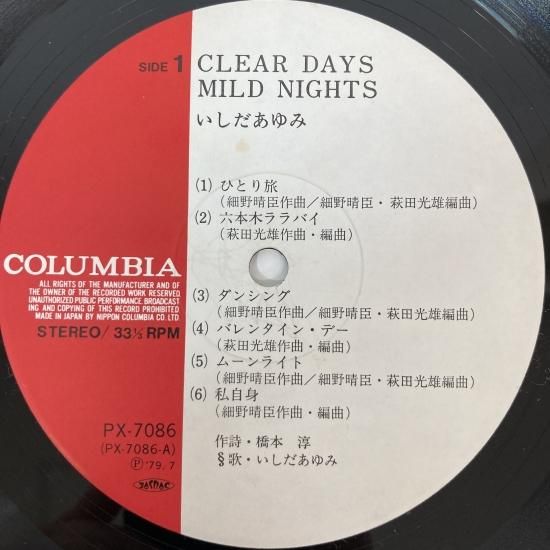 SIDE 1
CLEAR DAYS
MILD NIGHTS
いしだあゆみ
(1) ひとり旅
(細野晴臣作曲/細野晴臣・萩田光雄編曲)
(2) 六本木ララバイ
(萩田光雄作曲・編曲)
(3) ダンシング
(細野晴臣作曲/細野晴臣・萩田光雄編曲)
(4) バレンタイン・デー
(萩田光雄作曲・編曲)
(5) ムーンライト
(細野晴臣作曲/細野晴臣・萩田光雄編曲)
(6) 私自身
(細野晴臣作曲・編曲)
作詩・橋本 淳
§歌・いしだあゆみ
COLUMBIA
ALL RIGHTS OF THE MANUFACTURER AND OF
THE OWNER OF THE RECORDED WORK RESERVED
UNAUTHORIZED PUBLIC PERFORMANCE BROADCAST
ING AND COPYING OF THIS RECORD PROHIBITED
MADE IN JAPAN BY NIPPON COLUMBIA CO. LTD.
STEREO/33⅓RPM
PX-7086
(PX-7086-A)
Ⓟ'79.7
JASRAC